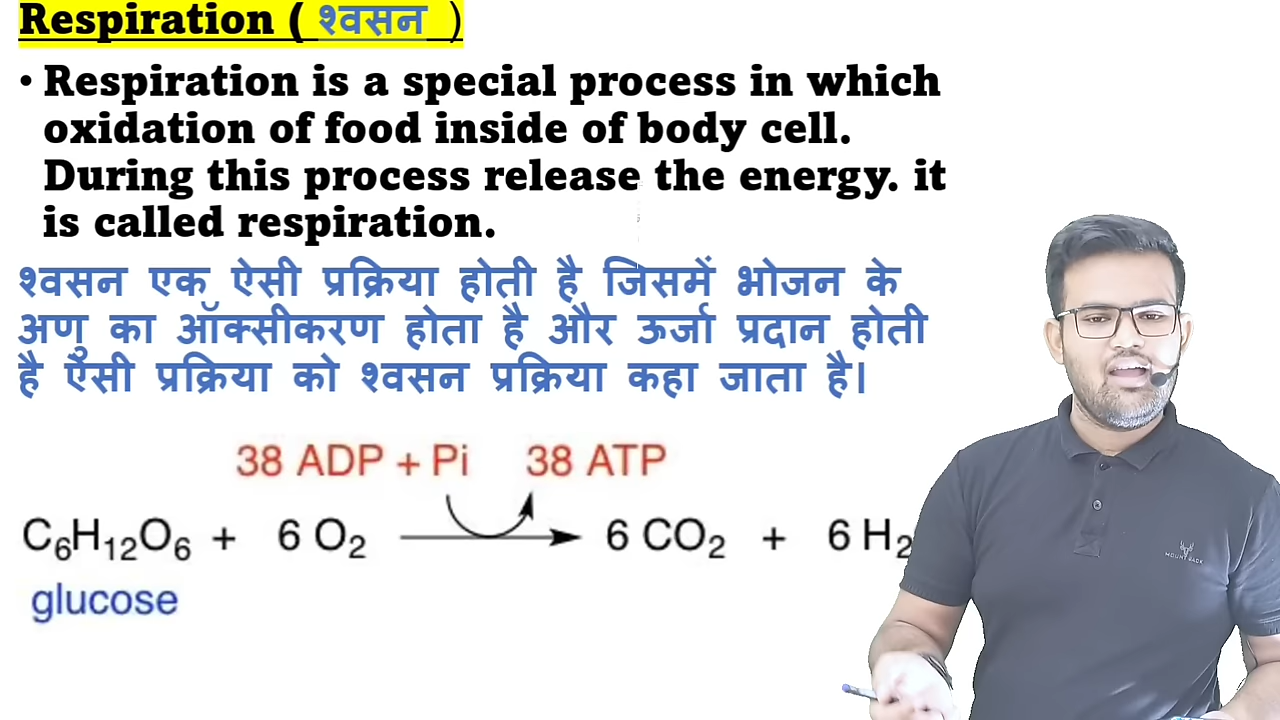 Respiration ( श्वसन )
• Respiration is a special process in which
oxidation of food inside of body cell.
During this process release the energy. it
is called respiration.
श्वसन एक ऐसी प्रक्रिया होती है जिसमें भोजन के
अणु का ऑक्सीकरण होता है और ऊर्जा प्रदान होती
है ऐसी प्रक्रिया को श्वसन प्रक्रिया कहा जाता है।
38 ADP + Pi 38 ATP
C₆H₁₂O₆ + 6 O₂ → 6 CO₂ + 6 H₂
glucose